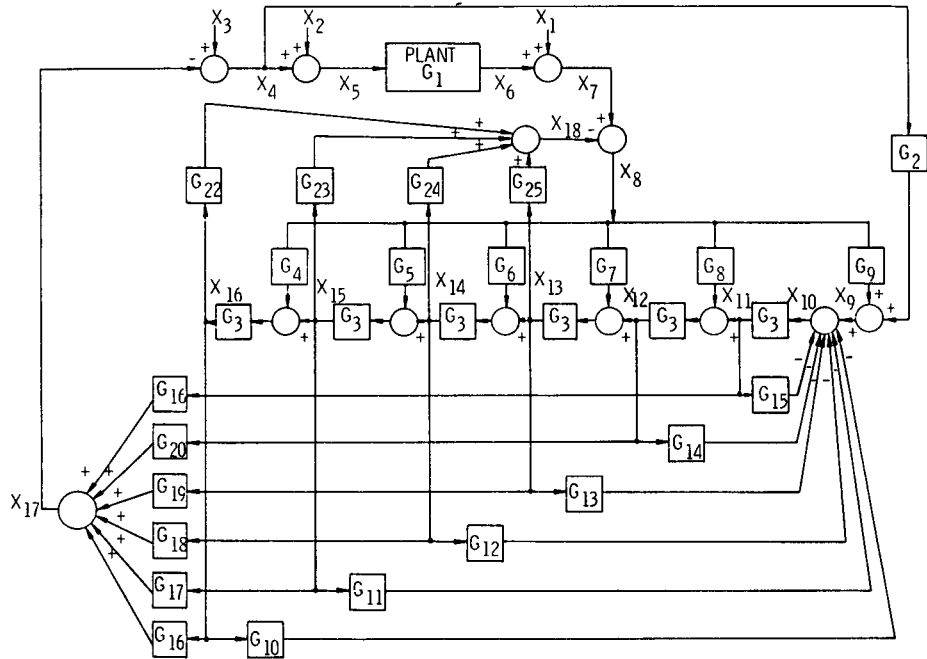 X3 X2 X1
+ + +
- + PLANT +
X4 X5 G1 X6 X7
+ + X18 - +
+ +
G22 G23 G24 G25 X8 G2
G4 G5 G6 G7 G8 G9
X16 X15 X14 X13 X12 X11 X10 X9 +
G3 G3 G3 G3 G3 G3 +
+ + + + + +
- - - - - -
G16 G15
G20 G14
+ +
X17 + G19 G13
+ G18 G12
+ G17 G11
G16 G10